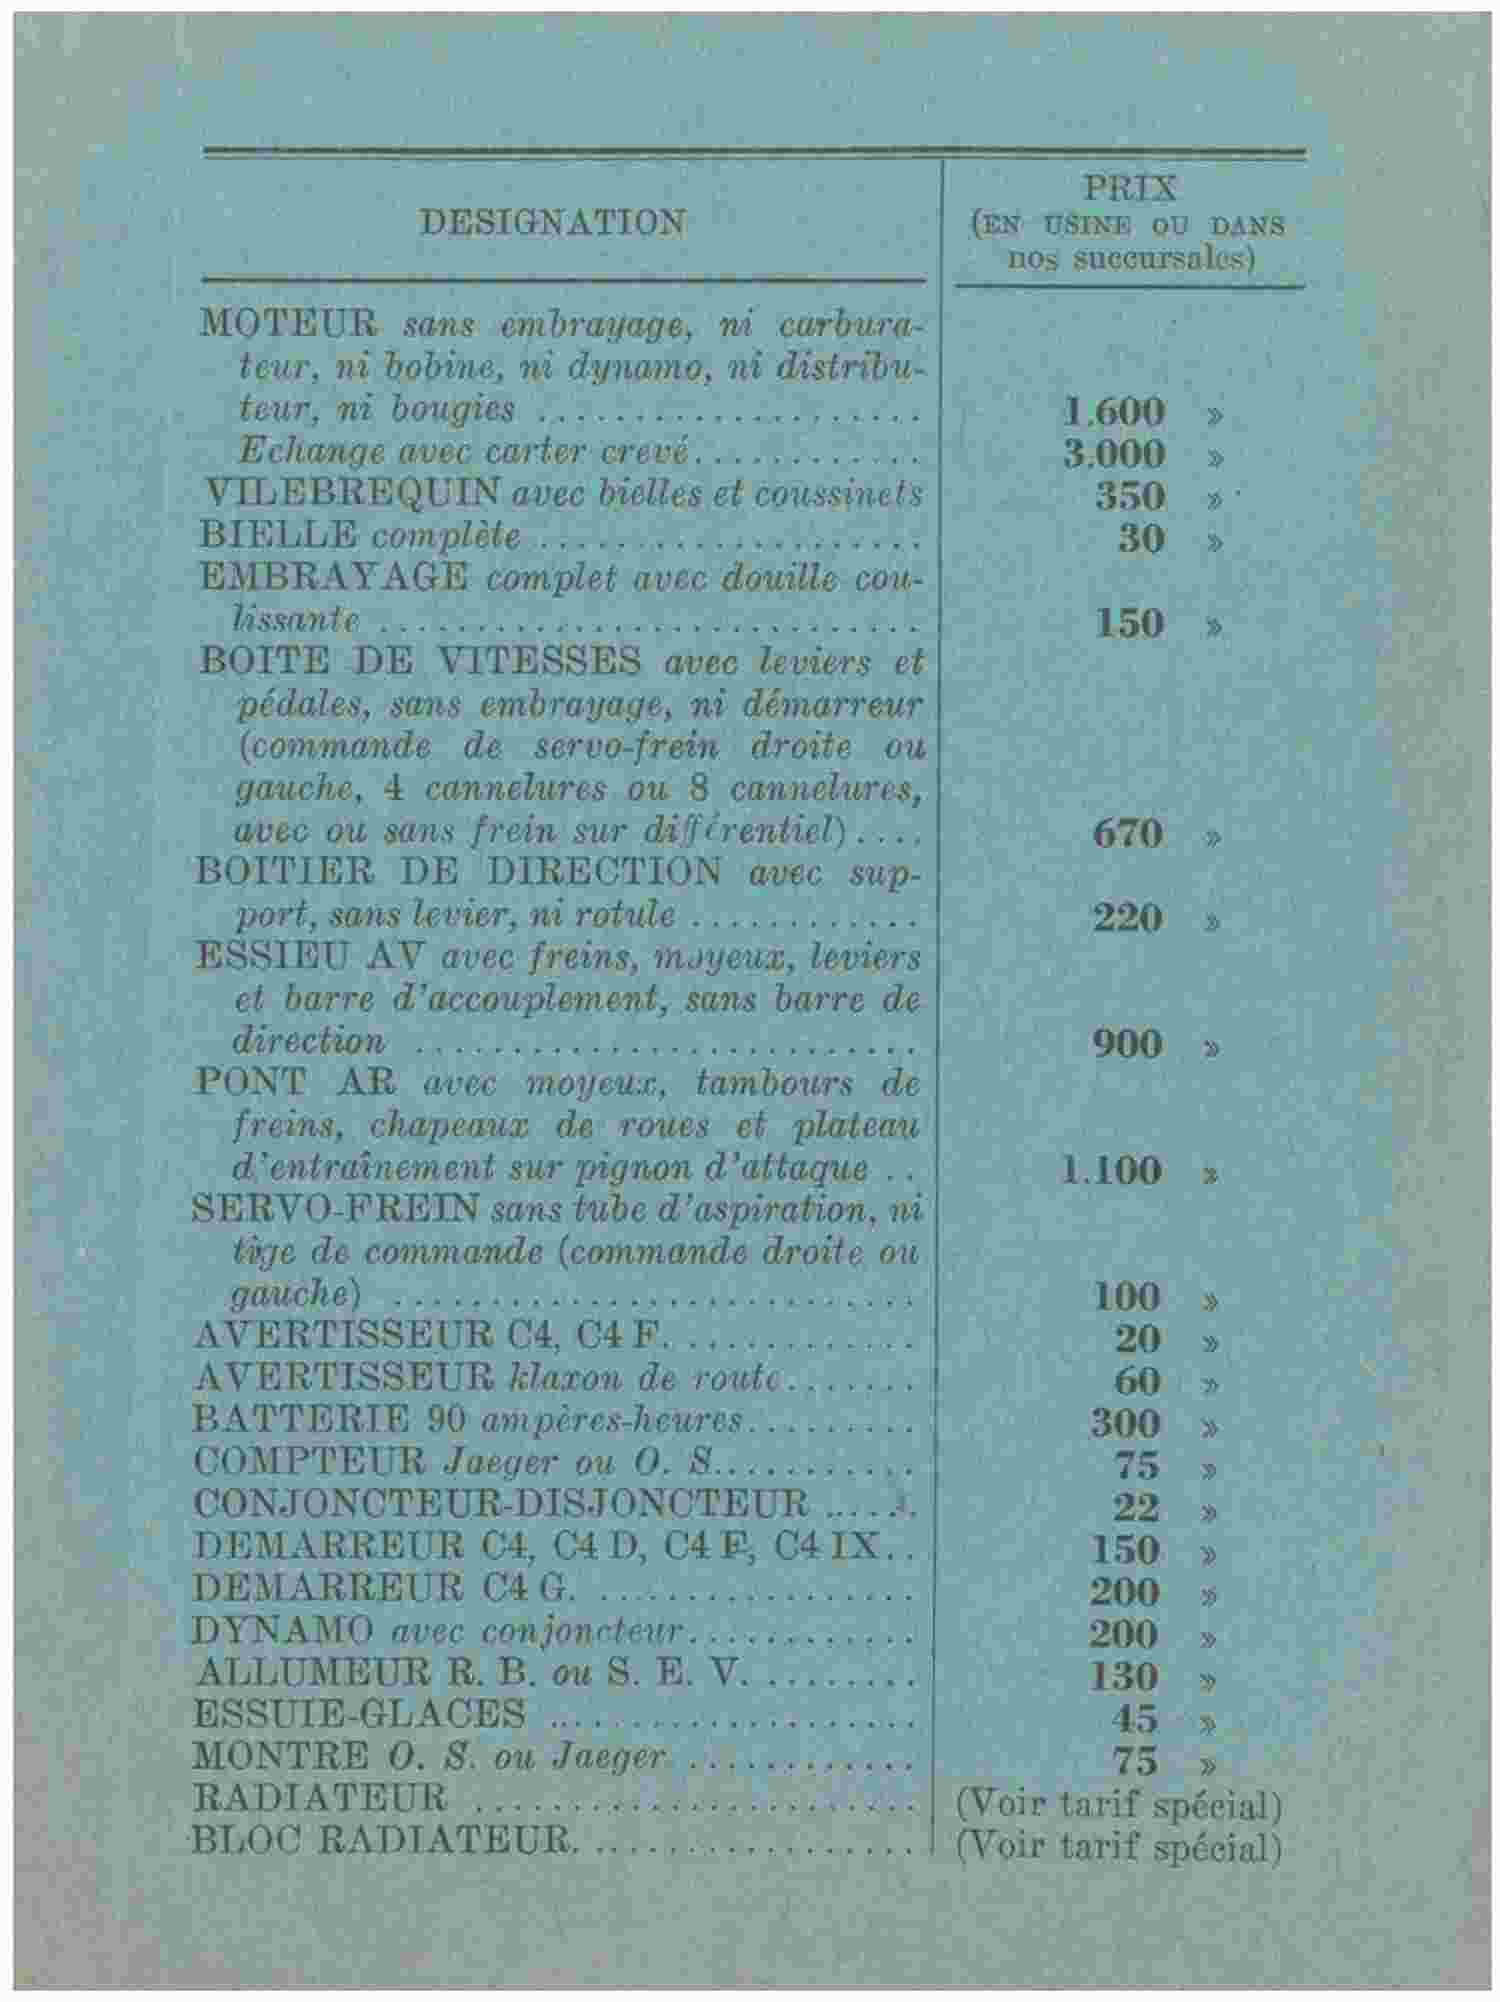 DESIGNATION
PRIX
(EN USINE OU DANS
nos succursales)
MOTEUR sans embrayage, ni carbura-
teur, ni bobine, ni dynamo, ni distribu-
teur, ni bougies .................... 1.600 »
Echange avec carter crevé............ 3.000 »
VILEBREQUIN avec bielles et coussinets 350 »
BIELLE complète .................... 30 »
EMBRAYAGE complet avec douille cou-
lissante ............................ 150 »
BOITE DE VITESSES avec leviers et
pédales, sans embrayage, ni démarreur
(commande de servo-frein droite ou
gauche, 4 cannelures ou 8 cannelures,
avec ou sans frein sur différentiel).... 670 »
BOITIER DE DIRECTION avec sup-
port, sans levier, ni rotule ............ 220 »
ESSIEU AV avec freins, moyeux, leviers
et barre d'accouplement, sans barre de
direction .......................... 900 »
PONT AR avec moyeux, tambours de
freins, chapeaux de roues et plateau
d'entraînement sur pignon d'attaque .. 1.100 »
SERVO-FREIN sans tube d'aspiration, ni
tige de commande (commande droite ou
gauche) ........................... 100 »
AVERTISSEUR C4, C4 F............. 20 »
AVERTISSEUR klaxon de route....... 60 »
BATTERIE 90 ampères-heures......... 300 »
COMPTEUR Jaeger ou O. S........... 75 »
CONJONCTEUR-DISJONCTEUR ..... 22 »
DEMARREUR C4, C4 D, C4 E, C4 IX.. 150 »
DEMARREUR C4 G.................. 200 »
DYNAMO avec conjoncteur............ 200 »
ALLUMEUR R. B. ou S. E. V......... 130 »
ESSUIE-GLACES ................... 45 »
MONTRE O. S. ou Jaeger ............ 75 »
RADIATEUR ....................... (Voir tarif spécial)
BLOC RADIATEUR.................. (Voir tarif spécial)